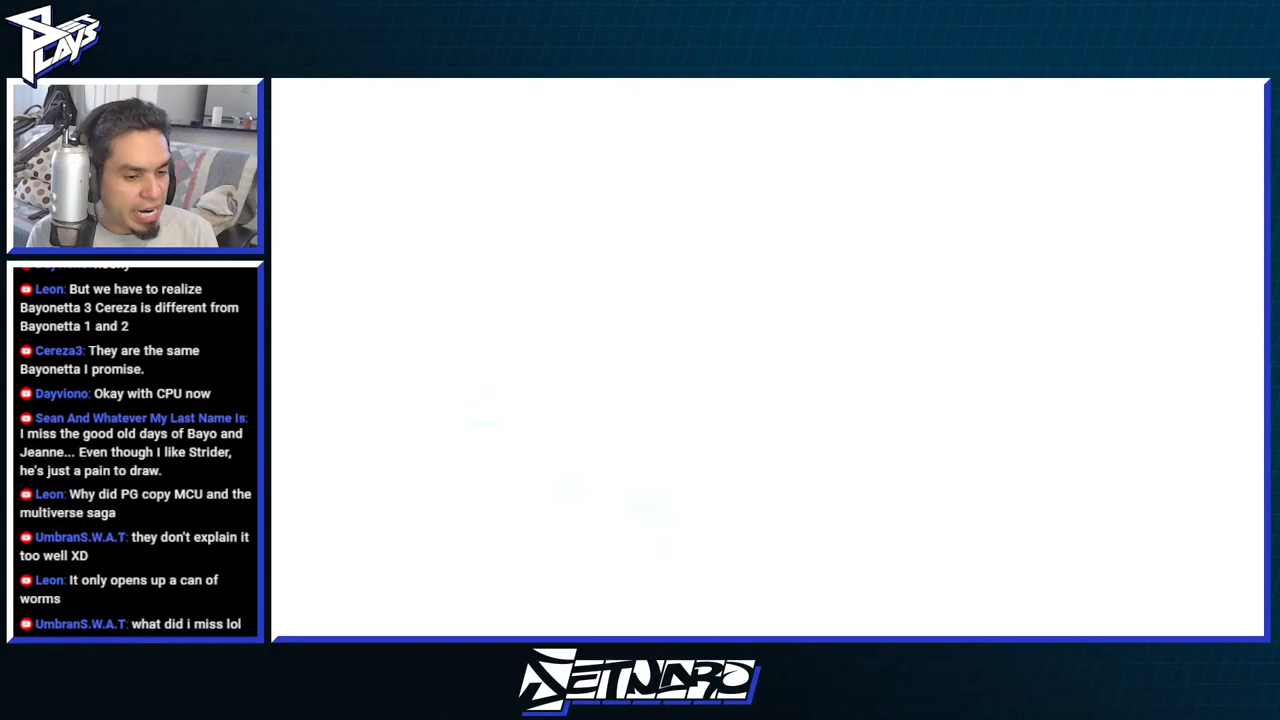 SET
PLAYS
Leon: But we have to realize
Bayonetta 3 Cereza is different from
Bayonetta 1 and 2
Cereza3: They are the same
Bayonetta I promise.
Dayviono: Okay with CPU now
Sean And Whatever My Last Name Is:
I miss the good old days of Bayo and
Jeanne... Even though I like Strider,
he's just a pain to draw.
Leon: Why did PG copy MCU and the
multiverse saga
UmbranS.W.A.T: they don't explain it
too well XD
Leon: It only opens up a can of
worms
UmbranS.W.A.T: what did i miss lol
SETNARO